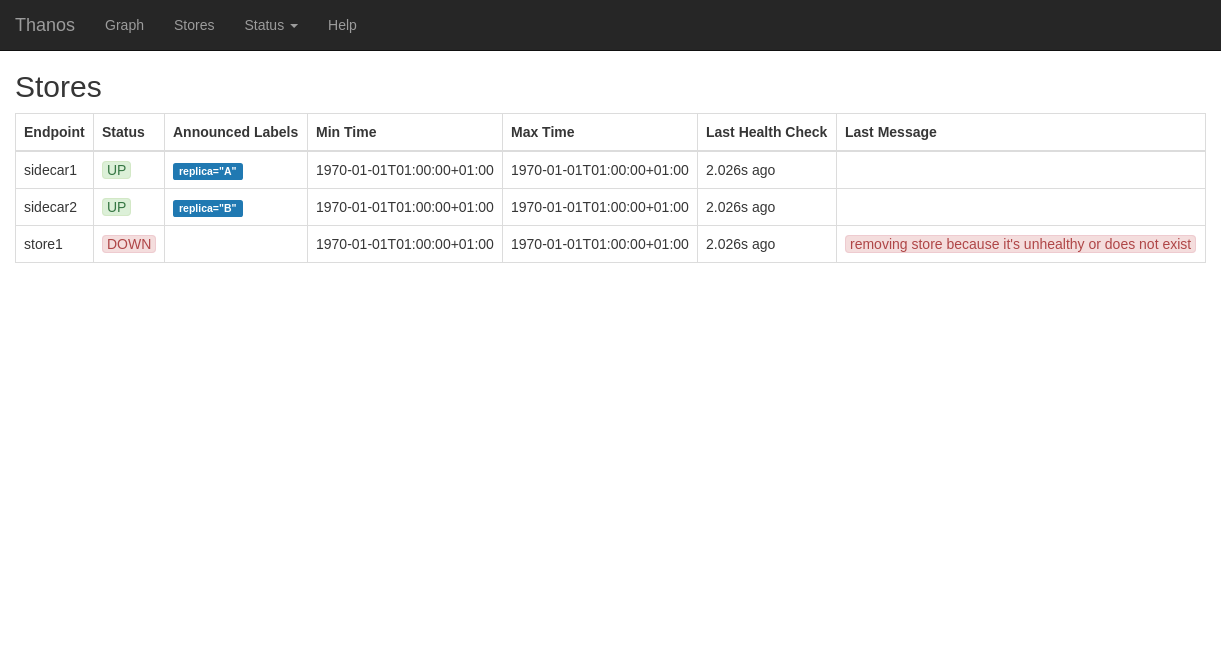 Thanos Graph Stores Status Help
Stores
Endpoint Status Announced Labels Min Time Max Time Last Health Check Last Message
sidecar1 UP replica="A" 1970-01-01T01:00:00+01:00 1970-01-01T01:00:00+01:00 2.026s ago
sidecar2 UP replica="B" 1970-01-01T01:00:00+01:00 1970-01-01T01:00:00+01:00 2.026s ago
store1 DOWN 1970-01-01T01:00:00+01:00 1970-01-01T01:00:00+01:00 2.026s ago removing store because it's unhealthy or does not exist